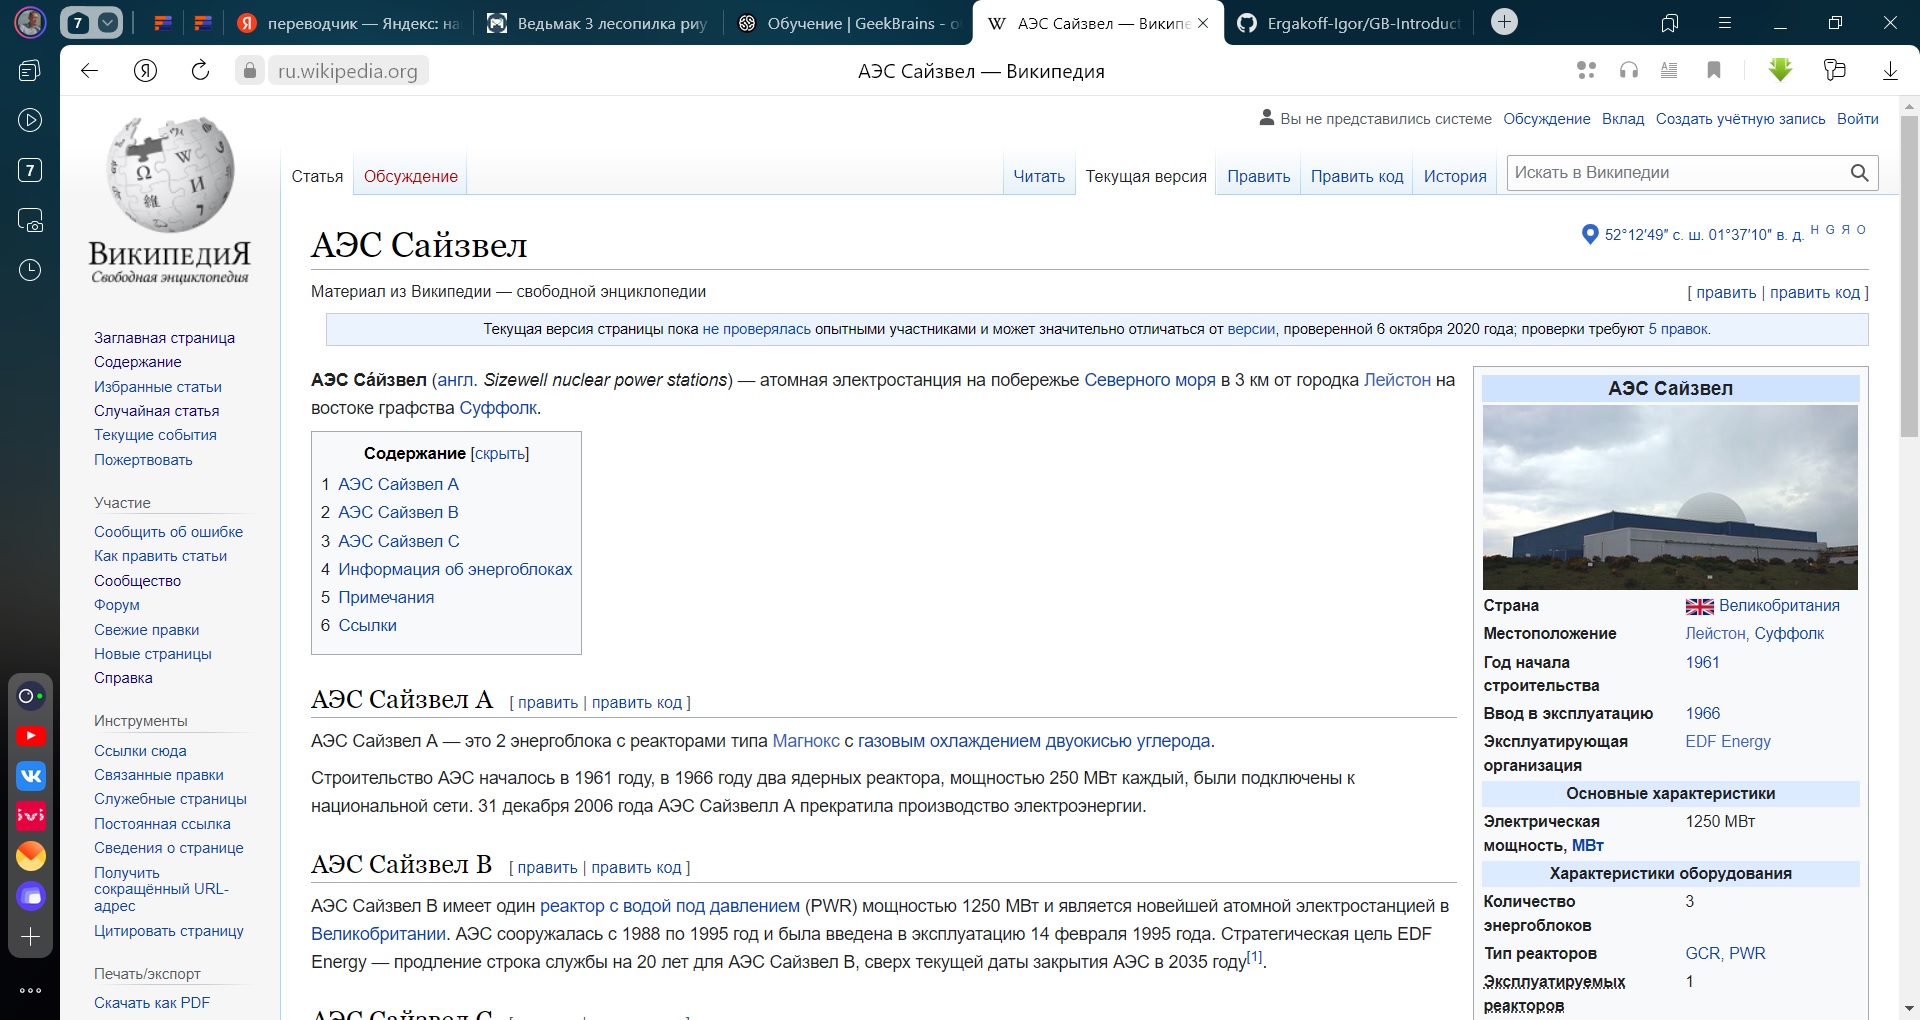 7
переводчик — Яндекс: на
Ведьмак 3 лесопилка риу
Обучение | GeekBrains - о
АЭС Сайзвел — Википе
Ergakoff-Igor/GB-Introduct
ru.wikipedia.org
АЭС Сайзвел — Википедия
7
Вы не представились системе Обсуждение Вклад Создать учётную запись Войти
Статья Обсуждение Читать Текущая версия Править Править код История Искать в Википедии
ВИКИПЕДИЯ
Свободная энциклопедия
Заглавная страница
Содержание
Избранные статьи
Случайная статья
Текущие события
Пожертвовать
Участие
Сообщить об ошибке
Как править статьи
Сообщество
Форум
Свежие правки
Новые страницы
Справка
Инструменты
Ссылки сюда
Связанные правки
Служебные страницы
Постоянная ссылка
Сведения о странице
Получить
сокращённый URL-
адрес
Цитировать страницу
Печать/экспорт
Скачать как PDF
АЭС Сайзвел
52°12′49″ с. ш. 01°37′10″ в. д. H G Я O
Материал из Википедии — свободной энциклопедии
[ править | править код ]
Текущая версия страницы пока не проверялась опытными участниками и может значительно отличаться от версии, проверенной 6 октября 2020 года; проверки требуют 5 правок.
АЭС Са́йзвел (англ. Sizewell nuclear power stations) — атомная электростанция на побережье Северного моря в 3 км от городка Лейстон на
востоке графства Суффолк.
Содержание [скрыть]
1 АЭС Сайзвел А
2 АЭС Сайзвел B
3 АЭС Сайзвел C
4 Информация об энергоблоках
5 Примечания
6 Ссылки
АЭС Сайзвел А [ править | править код ]
АЭС Сайзвел А — это 2 энергоблока с реакторами типа Магнокс с газовым охлаждением двуокисью углерода.
Строительство АЭС началось в 1961 году, в 1966 году два ядерных реактора, мощностью 250 МВт каждый, были подключены к
национальной сети. 31 декабря 2006 года АЭС Сайзвелл А прекратила производство электроэнергии.
АЭС Сайзвел B [ править | править код ]
АЭС Сайзвел B имеет один реактор с водой под давлением (PWR) мощностью 1250 МВт и является новейшей атомной электростанцией в
Великобритании. АЭС сооружалась с 1988 по 1995 год и была введена в эксплуатацию 14 февраля 1995 года. Стратегическая цель EDF
Energy — продление строка службы на 20 лет для АЭС Сайзвел B, сверх текущей даты закрытия АЭС в 2035 году[1].
АЭС Сайзвел C
АЭС Сайзвел
Страна Великобритания
Местоположение Лейстон, Суффолк
Год начала
строительства 1961
Ввод в эксплуатацию 1966
Эксплуатирующая
организация EDF Energy
Основные характеристики
Электрическая
мощность, МВт 1250 МВт
Характеристики оборудования
Количество
энергоблоков 3
Тип реакторов GCR, PWR
Эксплуатируемых
реакторов 1